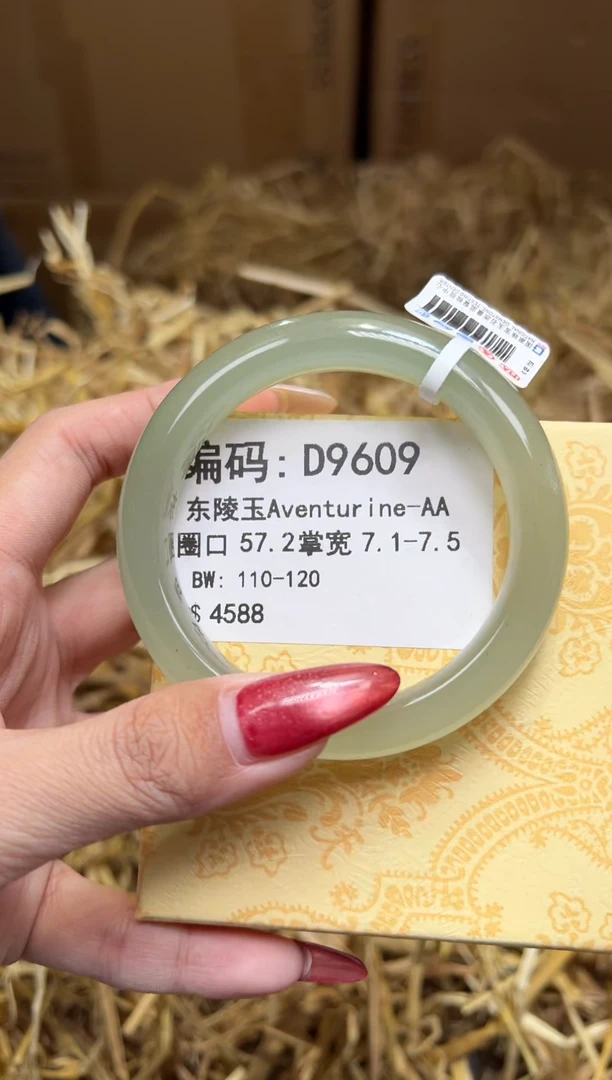 编码: D9609
东陵玉Aventurine-AA
圈口 57.2掌宽 7.1-7.5
BW: 110-120
$ 4588